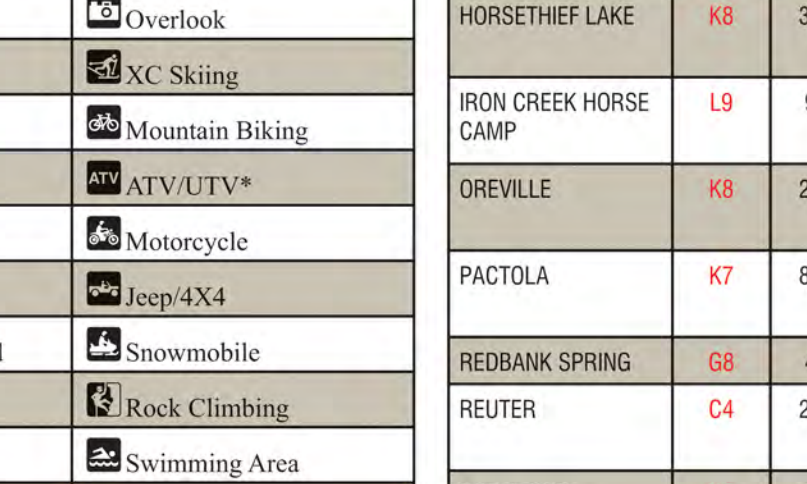 Overlook
XC Skiing
Mountain Biking
ATV ATV/UTV*
Motorcycle
Jeep/4X4
Snowmobile
Rock Climbing
Swimming Area
HORSETHIEF LAKE K8
IRON CREEK HORSE L9
CAMP
OREVILLE K8
PACTOLA K7
REDBANK SPRING G8
REUTER C4